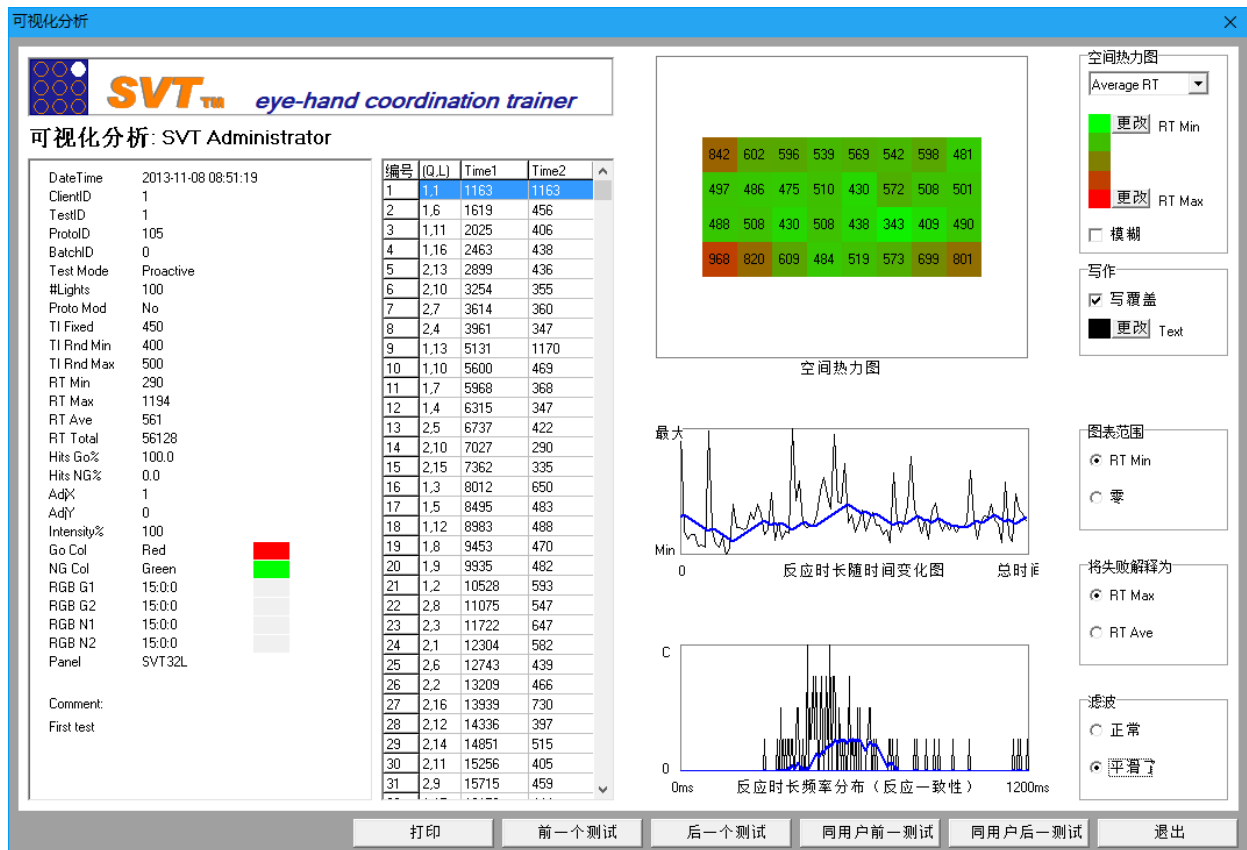 可视化分析
SVT TM eye-hand coordination trainer
可视化分析: SVT Administrator
DateTime 2013-11-08 08:51:19
ClientID 1
TestID 1
ProtoID 105
BatchID 0
Test Mode Proactive
#Lights 100
Proto Mod No
TI Fixed 450
TI Rnd Min 400
TI Rnd Max 500
RT Min 290
RT Max 1194
RT Ave 561
RT Total 56128
Hits Go% 100.0
Hits NG% 0.0
AdjX 1
AdjY 0
Intensity% 100
Go Col Red
NG Col Green
RGB G1 15:0:0
RGB G2 15:0:0
RGB N1 15:0:0
RGB N2 15:0:0
Panel SVT32L
Comment:
First test
编号 (Q,L) Time1 Time2
1 1,1 1163 1163
2 1,6 1619 456
3 1,11 2025 406
4 1,16 2463 438
5 2,13 2899 436
6 2,10 3254 355
7 2,7 3614 360
8 2,4 3961 347
9 1,13 5131 1170
10 1,10 5600 469
11 1,7 5968 368
12 1,4 6315 347
13 2,5 6737 422
14 2,10 7027 290
15 2,15 7362 335
16 1,3 8012 650
17 1,5 8495 483
18 1,12 8983 488
19 1,8 9453 470
20 1,9 9935 482
21 1,2 10528 593
22 2,8 11075 547
23 2,3 11722 647
24 2,1 12304 582
25 2,6 12743 439
26 2,2 13209 466
27 2,16 13939 730
28 2,12 14336 397
29 2,14 14851 515
30 2,11 15256 405
31 2,9 15715 459
842 602 596 539 569 542 598 481
497 486 475 510 430 572 508 501
488 508 430 508 438 343 409 490
968 820 609 484 519 573 699 801
空间热力图
最大
Min
0 反应时长随时间变化图 总时间
C
0
0ms 反应时长频率分布（反应一致性） 1200ms
空间热力图
Average RT
更改 RT Min
更改 RT Max
模糊
写作
写覆盖
更改 Text
图表范围
RT Min
零
将失败解释为
RT Max
RT Ave
滤波
正常
平滑
打印 前一个测试 后一个测试 同用户前一测试 同用户后一测试 退出